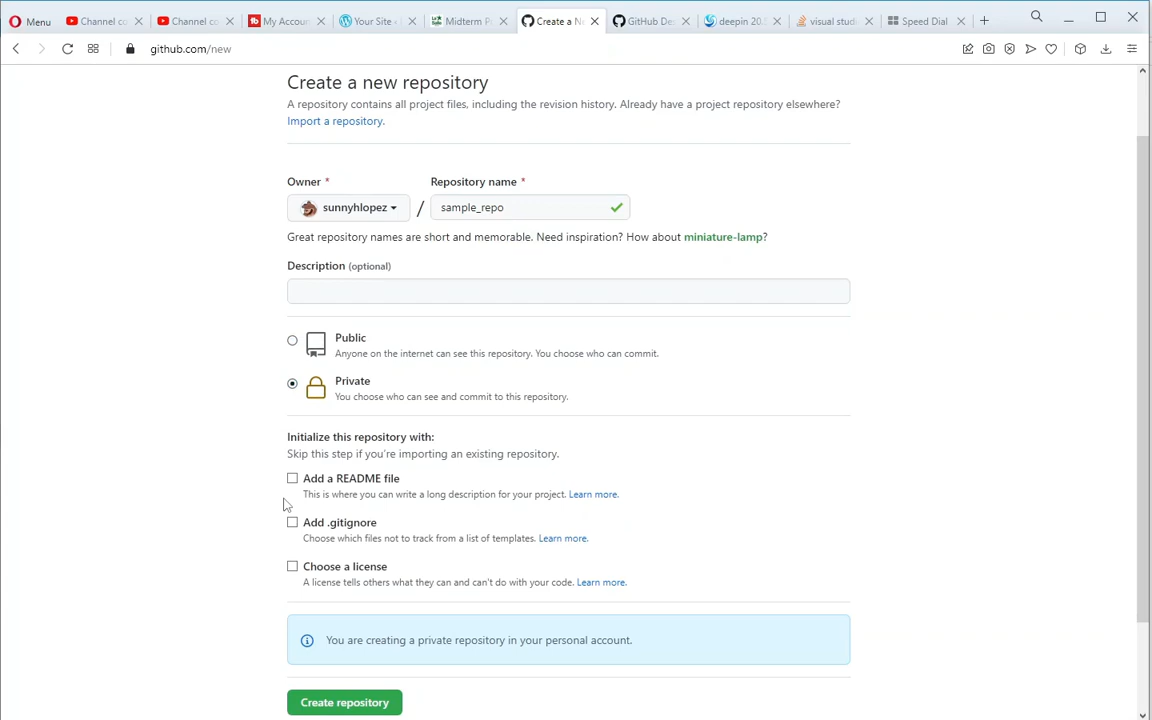 Menu
Channel co
Channel co
My Accoun
Your Site ‹
Midterm P
Create a Ne
GitHub De
deepin 20.
visual studi
Speed Dial
github.com/new
Create a new repository
A repository contains all project files, including the revision history. Already have a project repository elsewhere?
Import a repository.
Owner *
Repository name *
sunnyhlopez
/
sample_repo
Great repository names are short and memorable. Need inspiration? How about miniature-lamp?
Description (optional)
Public
Anyone on the internet can see this repository. You choose who can commit.
Private
You choose who can see and commit to this repository.
Initialize this repository with:
Skip this step if you're importing an existing repository.
Add a README file
This is where you can write a long description for your project. Learn more.
Add .gitignore
Choose which files not to track from a list of templates. Learn more.
Choose a license
A license tells others what they can and can't do with your code. Learn more.
You are creating a private repository in your personal account.
Create repository